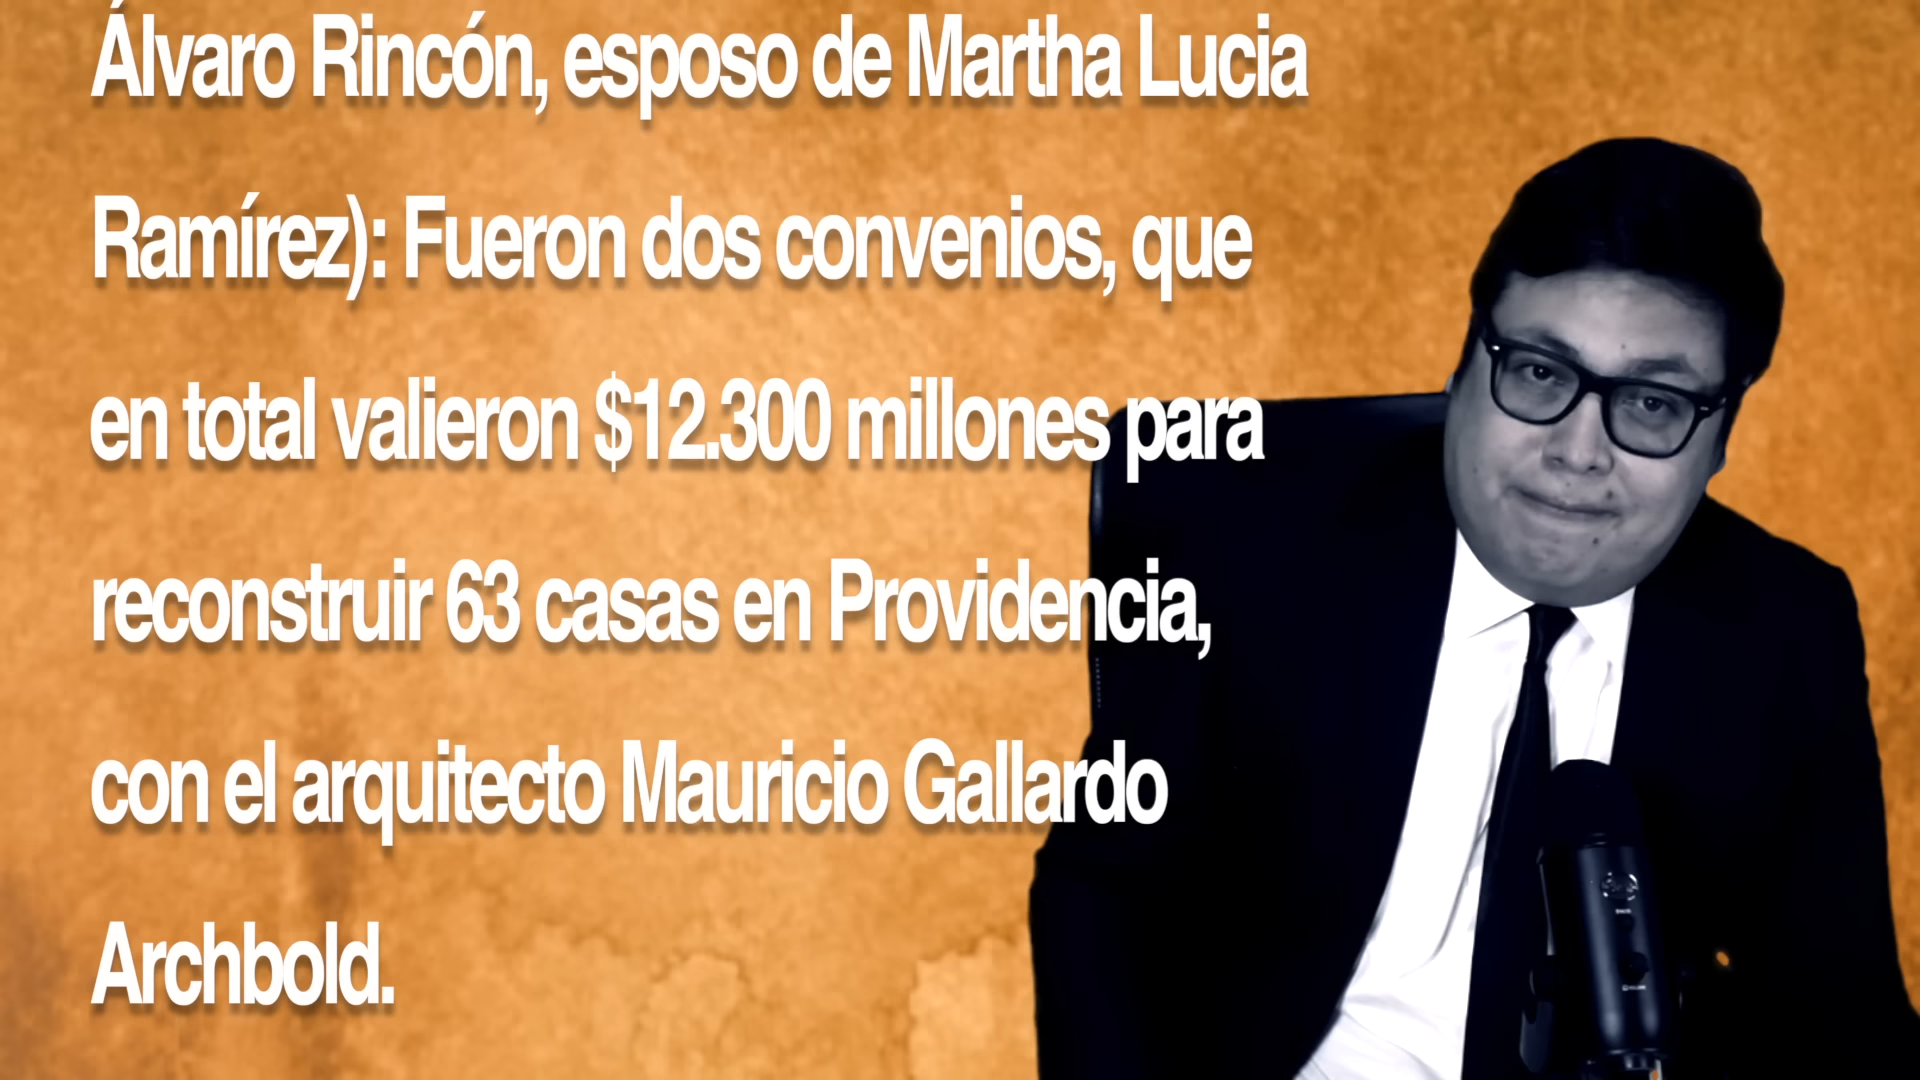 Álvaro Rincón, esposo de Martha Lucia
Ramírez): Fueron dos convenios, que
en total valieron $12.300 millones para
reconstruir 63 casas en Providencia,
con el arquitecto Mauricio Gallardo
Archbold.